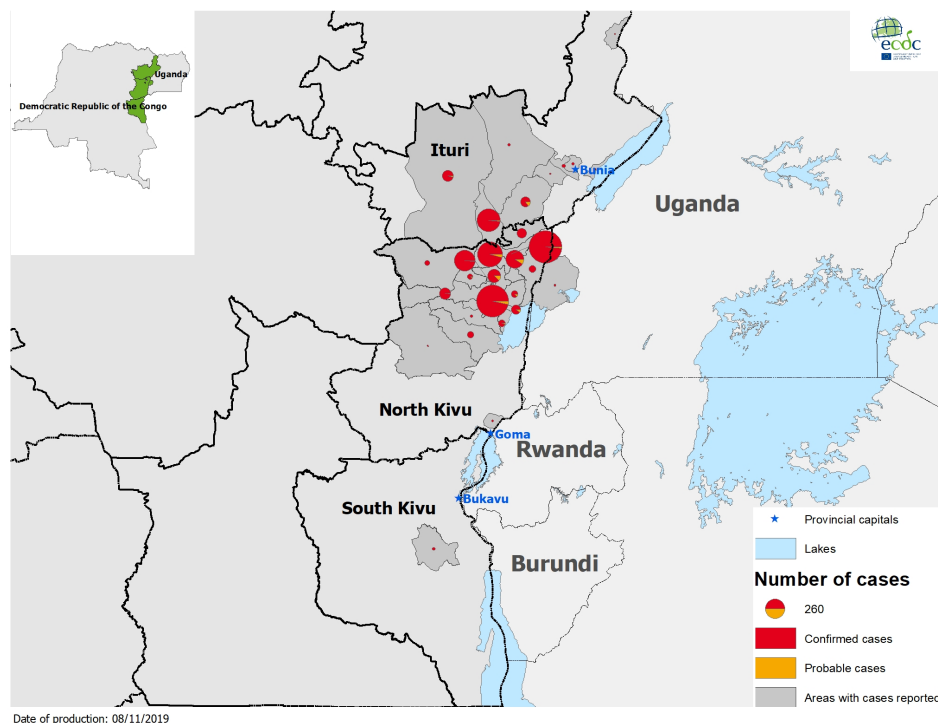 ecdc
Uganda
Democratic Republic of the Congo
Ituri
Bunia
Uganda
North Kivu
Goma
Rwanda
Bukavu
South Kivu
Burundi
Provincial capitals
Lakes
Number of cases
260
Confirmed cases
Probable cases
Areas with cases reported
Date of production: 08/11/2019